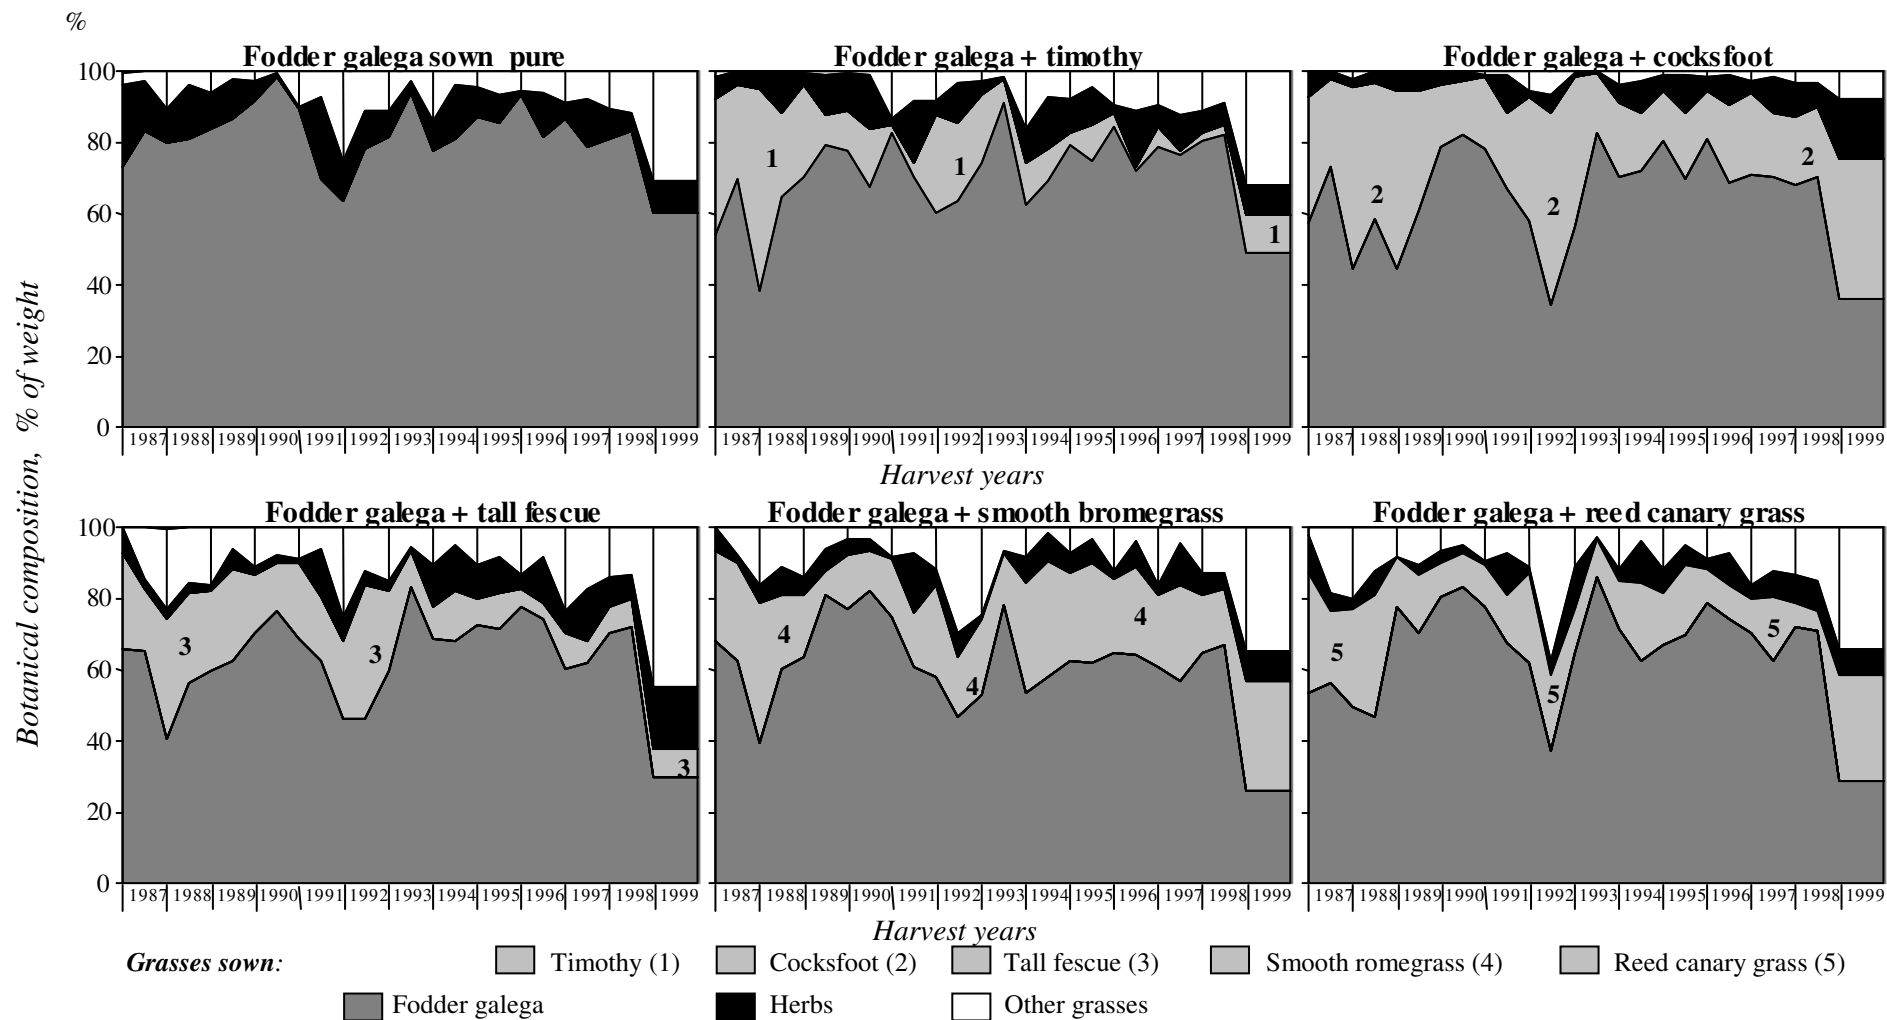 %
Fodder galega sown pure
Fodder galega + timothy
Fodder galega + cocksfoot
100
80
60
40
20
0
1
1
1
2
2
2
1987 1988 1989 1990 1991 1992 1993 1994 1995 1996 1997 1998 1999
1987 1988 1989 1990 1991 1992 1993 1994 1995 1996 1997 1998 1999
1987 1988 1989 1990 1991 1992 1993 1994 1995 1996 1997 1998 1999
Harvest years
Botanical composition, % of weight
Fodder galega + tall fescue
Fodder galega + smooth bromegrass
Fodder galega + reed canary grass
100
80
60
40
20
0
3
3
3
4
4
4
5
5
5
1987 1988 1989 1990 1991 1992 1993 1994 1995 1996 1997 1998 1999
1987 1988 1989 1990 1991 1992 1993 1994 1995 1996 1997 1998 1999
1987 1988 1989 1990 1991 1992 1993 1994 1995 1996 1997 1998 1999
Harvest years
Grasses sown: Timothy (1) Cocksfoot (2) Tall fescue (3) Smooth romegrass (4) Reed canary grass (5)
Fodder galega Herbs Other grasses